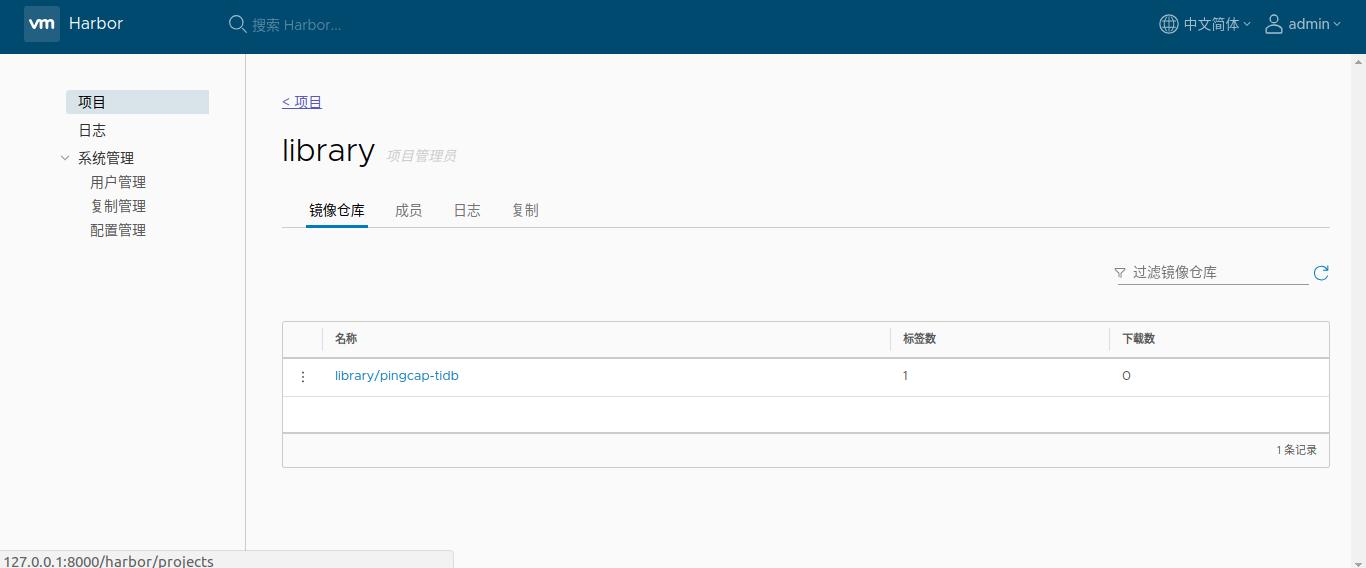 vm Harbor 搜索 Harbor... 中文简体 admin
项目
日志
系统管理
用户管理
复制管理
配置管理
< 项目
library 项目管理员
镜像仓库 成员 日志 复制
过滤镜像仓库
名称 标签数 下载数
library/pingcap-tidb 1 0
1 条记录
127.0.0.1:8000/harbor/projects